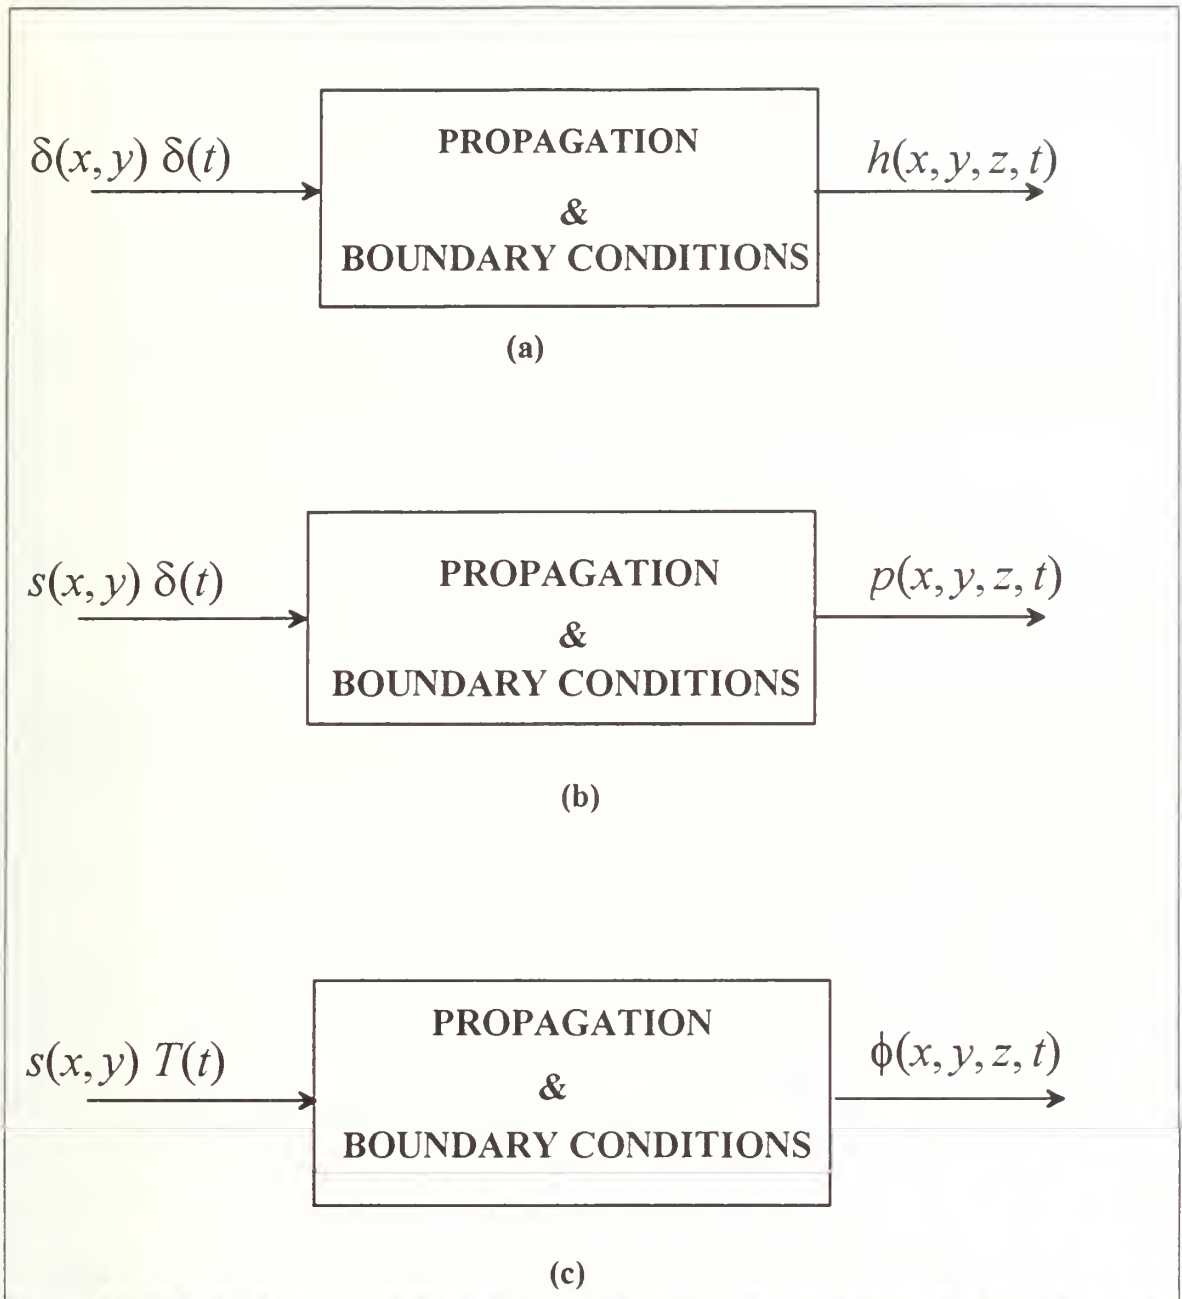 δ(x, y) δ(t)
PROPAGATION
&
BOUNDARY CONDITIONS
h(x, y, z, t)
(a)
s(x, y) δ(t)
PROPAGATION
&
BOUNDARY CONDITIONS
p(x, y, z, t)
(b)
s(x, y) T(t)
PROPAGATION
&
BOUNDARY CONDITIONS
ϕ(x, y, z, t)
(c)